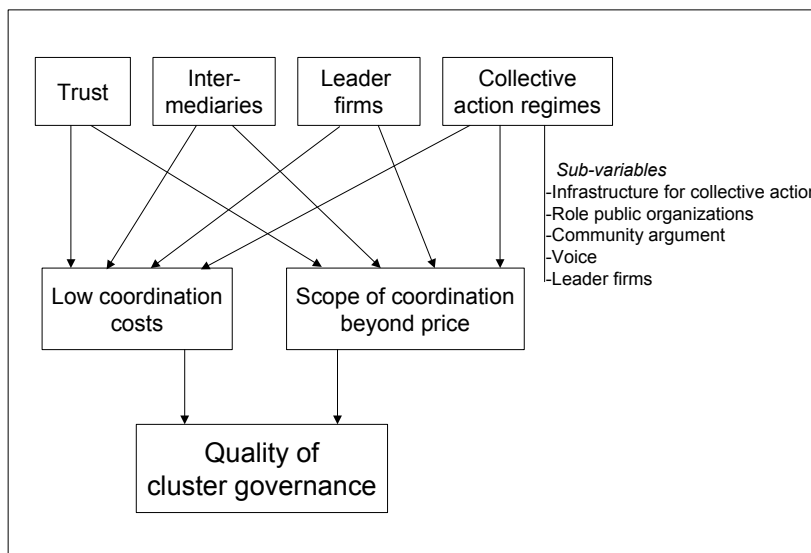 Trust
Inter-
mediaries
Leader
firms
Collective
action regimes
Sub-variables
-Infrastructure for collective action
-Role public organizations
-Community argument
-Voice
-Leader firms
Low coordination
costs
Scope of coordination
beyond price
Quality of
cluster governance